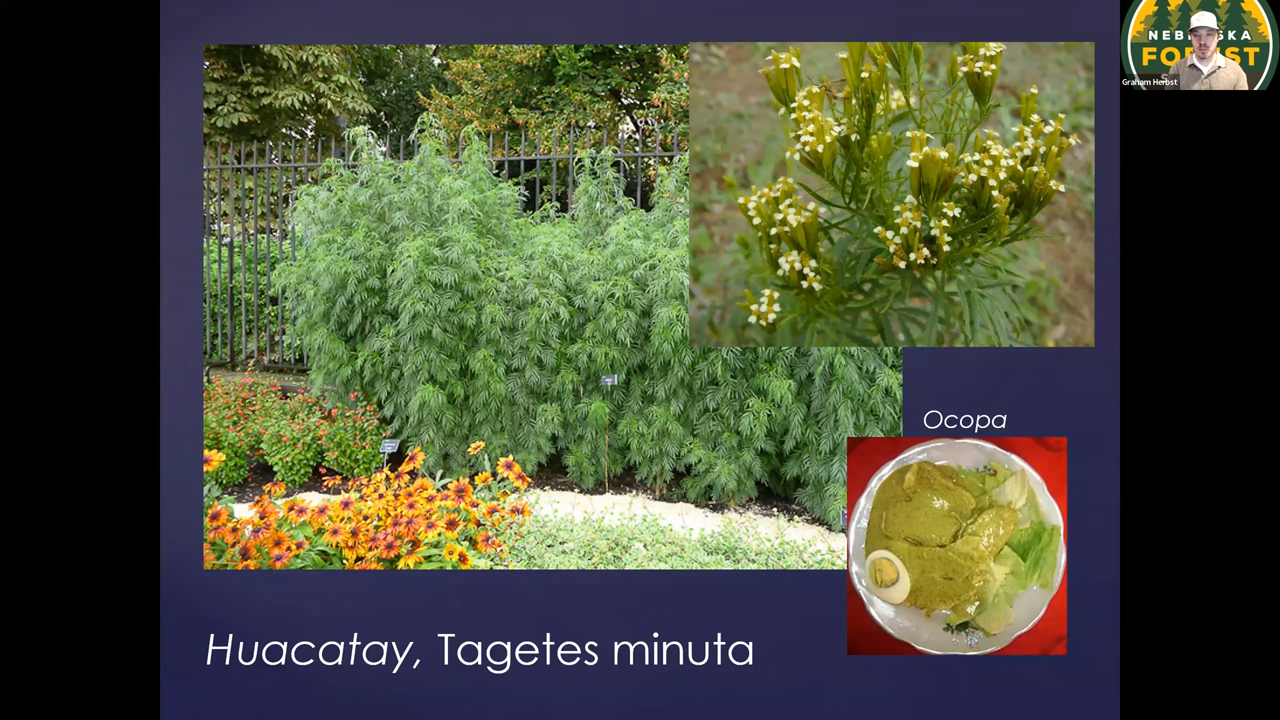 NEBRASKA
FOREST
Graham Herbst
Ocopa
Huacatay, Tagetes minuta